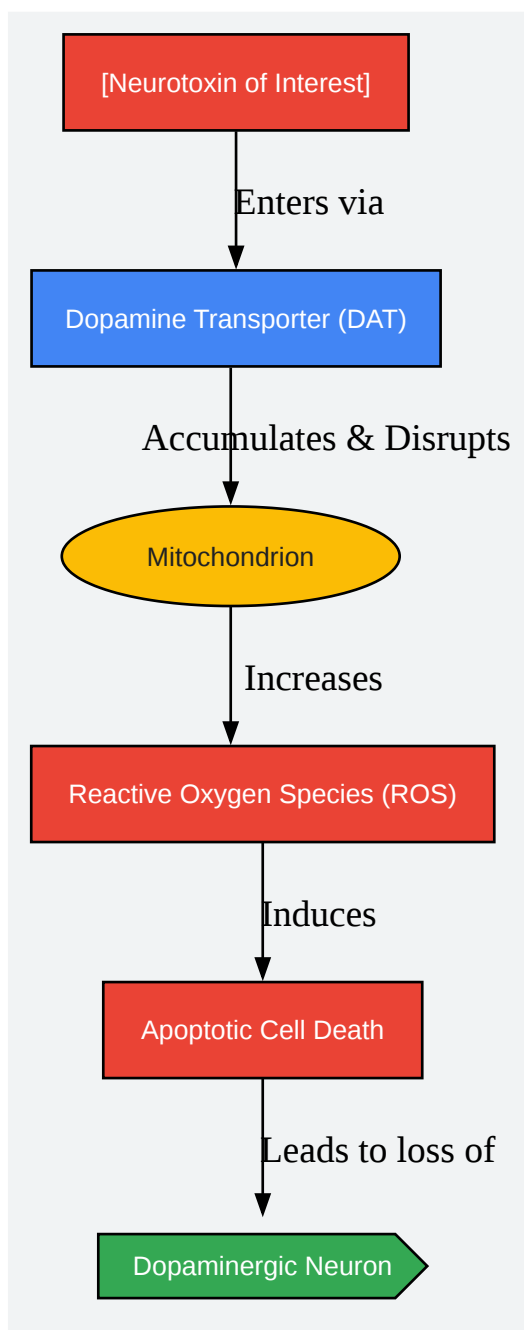 [Neurotoxin of Interest]
Enters via
Dopamine Transporter (DAT)
Accumulates & Disrupts
Mitochondrion
Increases
Reactive Oxygen Species (ROS)
Induces
Apoptotic Cell Death
Leads to loss of
Dopaminergic Neuron